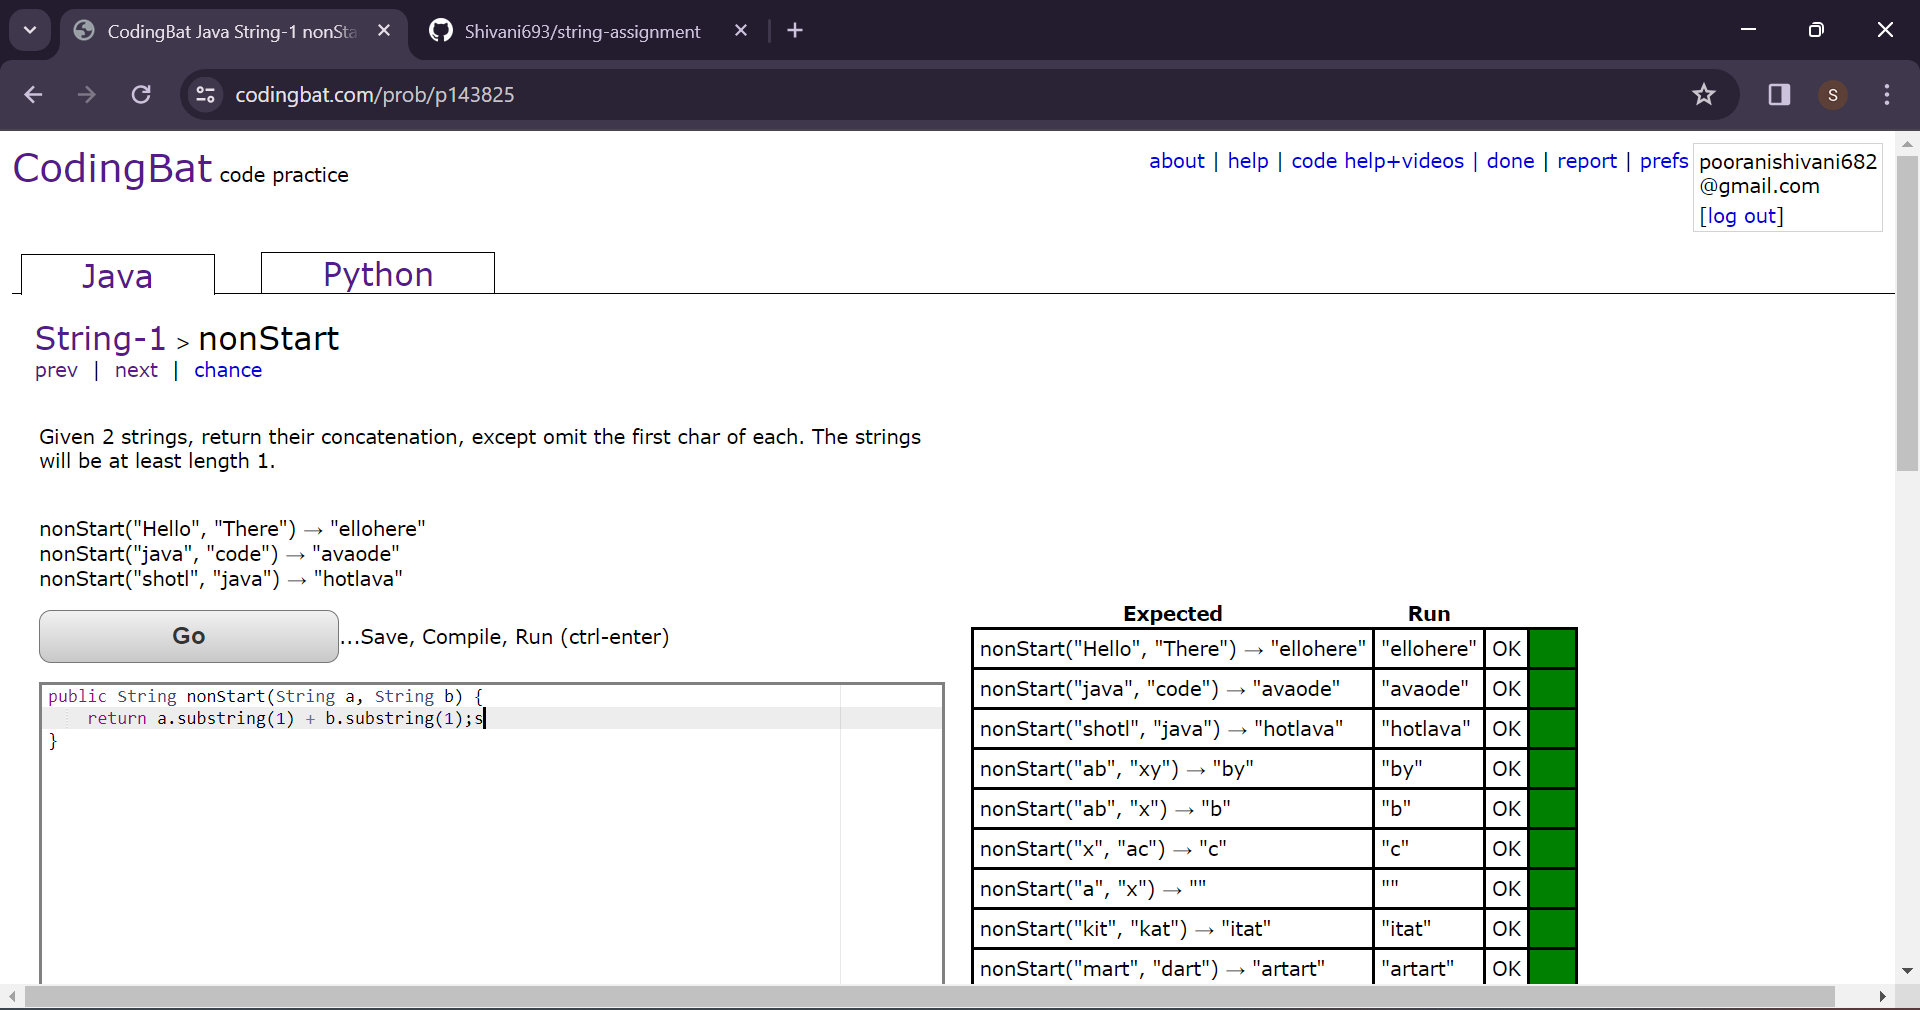 CodingBat Java String-1 nonSta
Shivani693/string-assignment
codingbat.com/prob/p143825
S
CodingBat code practice
about | help | code help+videos | done | report | prefs
pooranishivani682
@gmail.com
[log out]
Java
Python
String-1 > nonStart
prev | next | chance
Given 2 strings, return their concatenation, except omit the first char of each. The strings
will be at least length 1.
nonStart("Hello", "There") → "ellohere"
nonStart("java", "code") → "avaode"
nonStart("shotl", "java") → "hotlava"
Go ...Save, Compile, Run (ctrl-enter)
public String nonStart(String a, String b) {
return a.substring(1) + b.substring(1);s
}
Expected Run
nonStart("Hello", "There") → "ellohere" "ellohere" OK
nonStart("java", "code") → "avaode" "avaode" OK
nonStart("shotl", "java") → "hotlava" "hotlava" OK
nonStart("ab", "xy") → "by" "by" OK
nonStart("ab", "x") → "b" "b" OK
nonStart("x", "ac") → "c" "c" OK
nonStart("a", "x") → "" "" OK
nonStart("kit", "kat") → "itat" "itat" OK
nonStart("mart", "dart") → "artart" "artart" OK